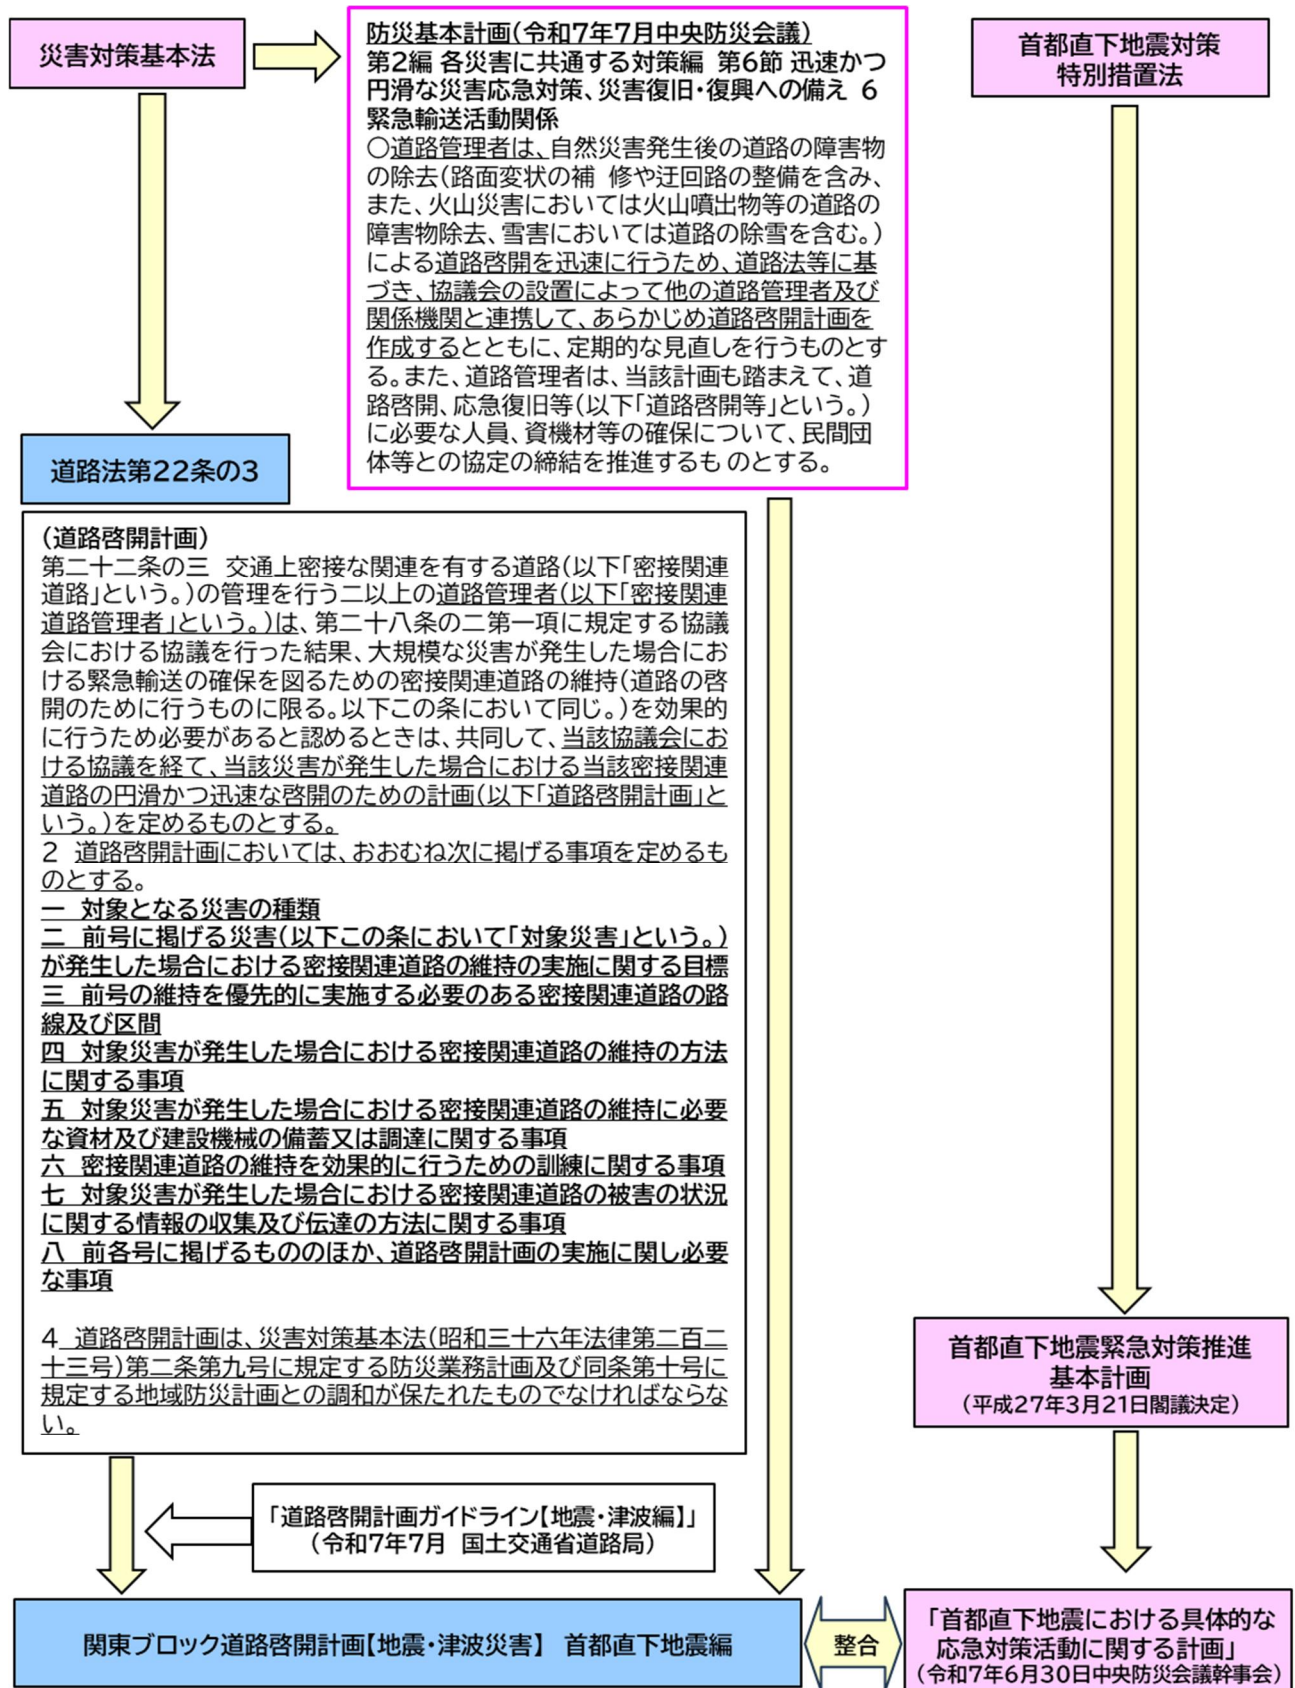 災害対策基本法
防災基本計画(令和7年7月中央防災会議)
第2編 各災害に共通する対策編 第6節 迅速かつ
円滑な災害応急対策、災害復旧・復興への備え 6
緊急輸送活動関係
○道路管理者は、自然災害発生後の道路の障害物
の除去(路面変状の補 修や迂回路の整備を含み、
また、火山災害においては火山噴出物等の道路の
障害物除去、雪害においては道路の除雪を含む。)
による道路啓開を迅速に行うため、道路法等に基
づき、協議会の設置によって他の道路管理者及び
関係機関と連携して、あらかじめ道路啓開計画を
作成するとともに、定期的な見直しを行うものとす
る。また、道路管理者は、当該計画も踏まえて、道
路啓開、応急復旧等(以下「道路啓開等」という。)
に必要な人員、資機材等の確保について、民間団
体等との協定の締結を推進するも のとする。
首都直下地震対策
特別措置法
道路法第22条の3
(道路啓開計画)
第二十二条の三 交通上密接な関連を有する道路(以下「密接関連
道路」という。)の管理を行う二以上の道路管理者(以下「密接関連
道路管理者」という。)は、第二十八条の二第一項に規定する協議
会における協議を行った結果、大規模な災害が発生した場合にお
ける緊急輸送の確保を図るための密接関連道路の維持(道路の啓
開のために行うものに限る。以下この条において同じ。)を効果的
に行うため必要があると認めるときは、共同して、当該協議会にお
ける協議を経て、当該災害が発生した場合における当該密接関連
道路の円滑かつ迅速な啓開のための計画(以下「道路啓開計画」と
いう。)を定めるものとする。
2 道路啓開計画においては、おおむね次に掲げる事項を定めるも
のとする。
一 対象となる災害の種類
二 前号に掲げる災害(以下この条において「対象災害」という。)
が発生した場合における密接関連道路の維持の実施に関する目標
三 前号の維持を優先的に実施する必要のある密接関連道路の路
線及び区間
四 対象災害が発生した場合における密接関連道路の維持の方法
に関する事項
五 対象災害が発生した場合における密接関連道路の維持に必要
な資材及び建設機械の備蓄又は調達に関する事項
六 密接関連道路の維持を効果的に行うための訓練に関する事項
七 対象災害が発生した場合における密接関連道路の被害の状況
に関する情報の収集及び伝達の方法に関する事項
八 前各号に掲げるもののほか、道路啓開計画の実施に関し必要
な事項
4 道路啓開計画は、災害対策基本法(昭和三十六年法律第二百二
十三号)第二条第九号に規定する防災業務計画及び同条第十号に
規定する地域防災計画との調和が保たれたものでなければならな
い。
首都直下地震緊急対策推進
基本計画
(平成27年3月21日閣議決定)
「道路啓開計画ガイドライン【地震・津波編】」
(令和7年7月 国土交通省道路局)
関東ブロック道路啓開計画【地震・津波災害】 首都直下地震編
整合
「首都直下地震における具体的な
応急対策活動に関する計画」
(令和7年6月30日中央防災会議幹事会)